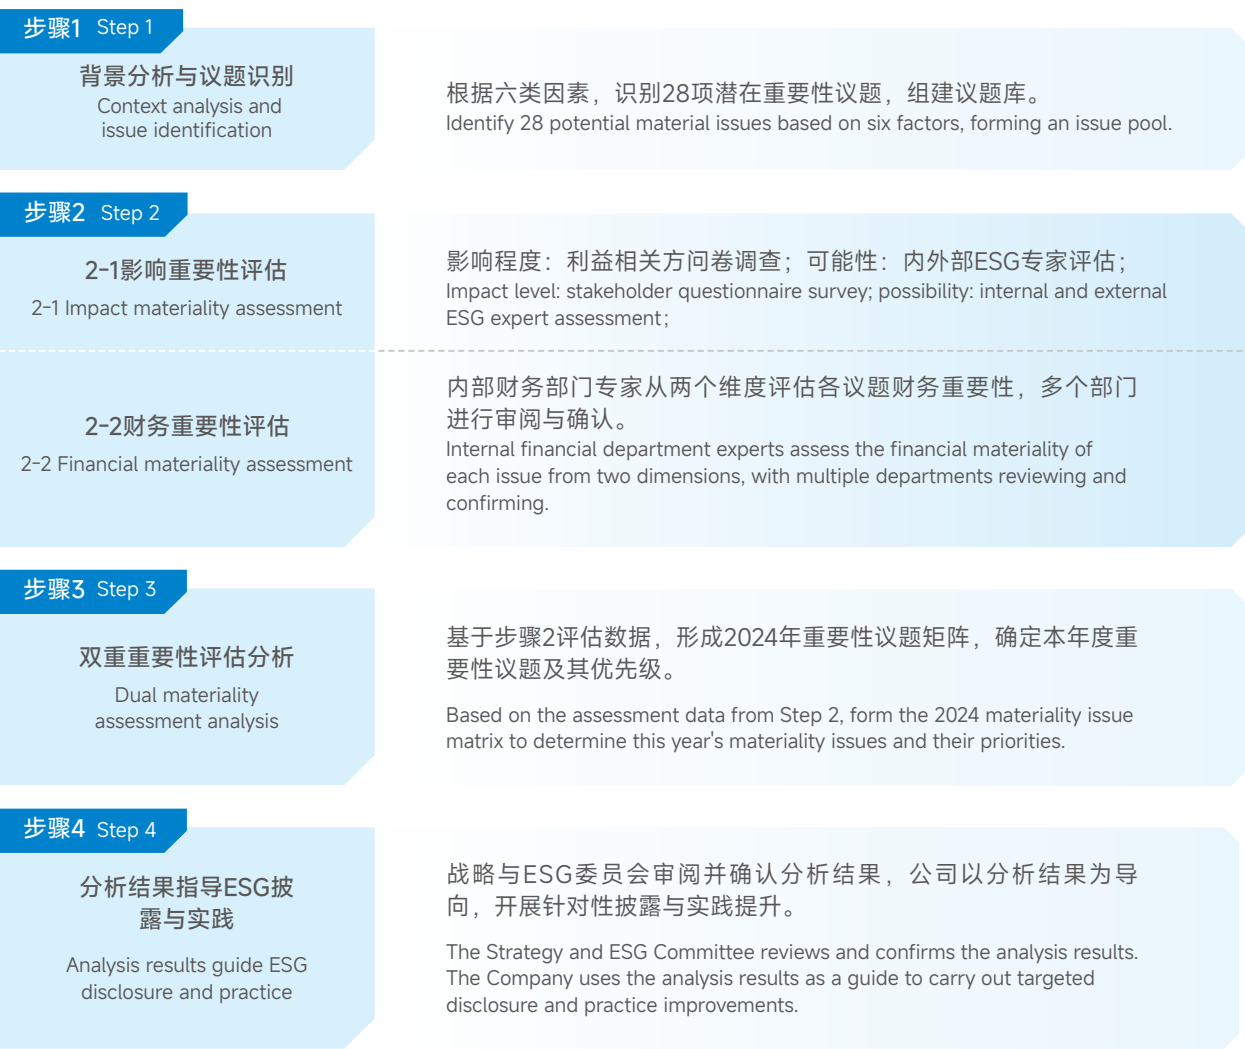 步骤1 Step 1
背景分析与议题识别
Context analysis and
issue identification
根据六类因素，识别28项潜在重要性议题，组建议题库。
Identify 28 potential material issues based on six factors, forming an issue pool.
步骤2 Step 2
2-1影响重要性评估
2-1 Impact materiality assessment
影响程度：利益相关方问卷调查；可能性：内外部ESG专家评估；
Impact level: stakeholder questionnaire survey; possibility: internal and external
ESG expert assessment；
2-2财务重要性评估
2-2 Financial materiality assessment
内部财务部门专家从两个维度评估各议题财务重要性，多个部门
进行审阅与确认。
Internal financial department experts assess the financial materiality of
each issue from two dimensions, with multiple departments reviewing and
confirming.
步骤3 Step 3
双重重要性评估分析
Dual materiality
assessment analysis
基于步骤2评估数据，形成2024年重要性议题矩阵，确定本年度重
要性议题及其优先级。
Based on the assessment data from Step 2, form the 2024 materiality issue
matrix to determine this year's materiality issues and their priorities.
步骤4 Step 4
分析结果指导ESG披
露与实践
Analysis results guide ESG
disclosure and practice
战略与ESG委员会审阅并确认分析结果，公司以分析结果为导
向，开展针对性披露与实践提升。
The Strategy and ESG Committee reviews and confirms the analysis results.
The Company uses the analysis results as a guide to carry out targeted
disclosure and practice improvements.